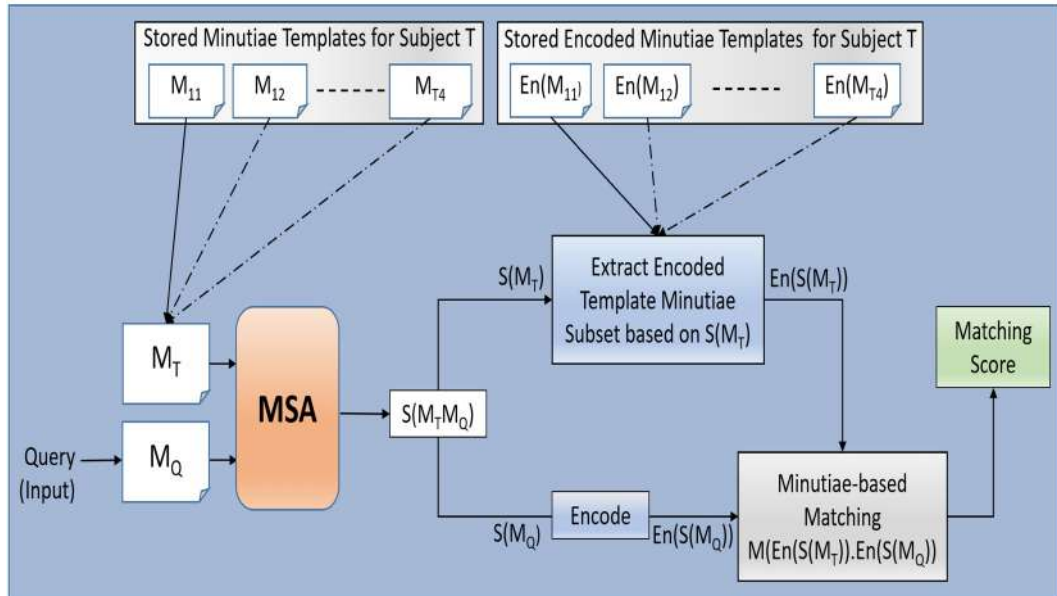 Stored Minutiae Templates for Subject T
M11
M12
MT4
Stored Encoded Minutiae Templates for Subject T
En(M11)
En(M12)
En(MT4)
S(MT)
Extract Encoded
Template Minutiae
Subset based on S(MT)
En(S(MT))
Matching
Score
MT
MSA
S(MTMQ)
Query
(Input)
MQ
S(MQ)
Encode
En(S(MQ))
Minutiae-based
Matching
M(En(S(MT)).En(S(MQ))